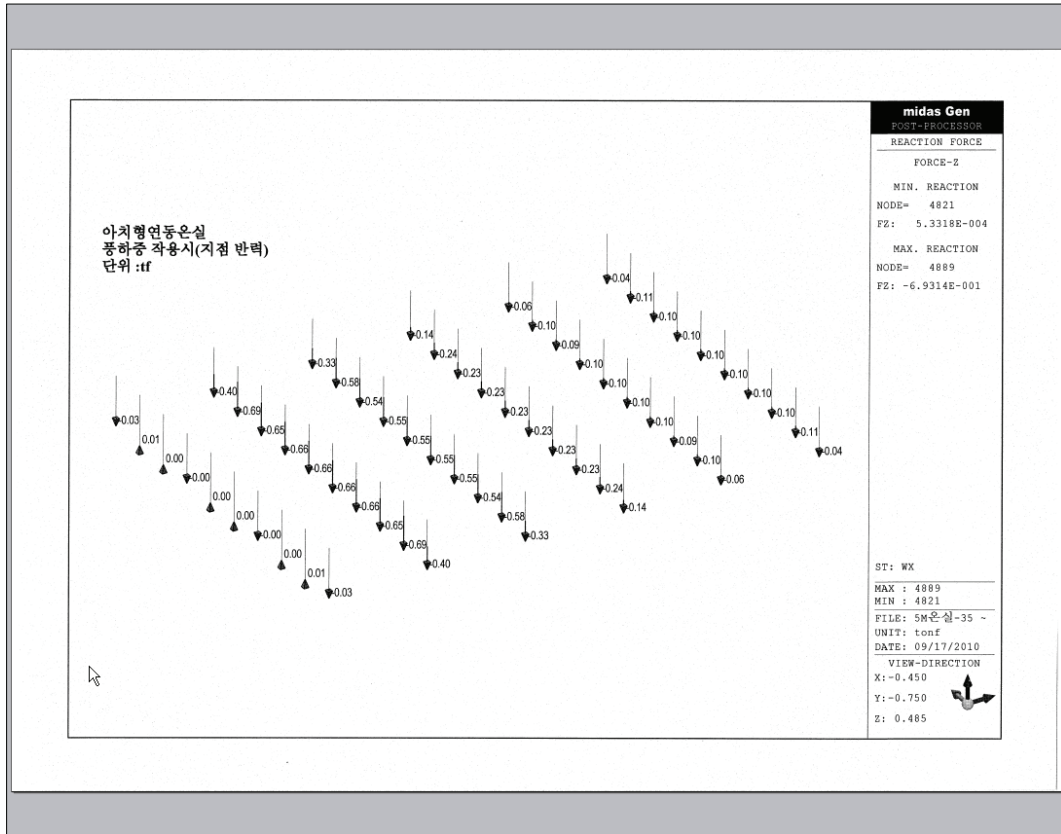 아치형연동온실
풍하중 작용시(지점 반력)
단위 :tf
-0.03
0.01
0.00
-0.00
0.00
0.00
-0.00
0.00
0.01
-0.03
-0.40
-0.69
-0.65
-0.66
-0.66
-0.66
-0.66
-0.65
-0.69
-0.40
-0.33
-0.58
-0.54
-0.55
-0.55
-0.55
-0.55
-0.54
-0.58
-0.33
-0.14
-0.24
-0.23
-0.23
-0.23
-0.23
-0.23
-0.23
-0.24
-0.14
-0.06
-0.10
-0.09
-0.10
-0.10
-0.10
-0.10
-0.09
-0.10
-0.06
-0.04
-0.11
-0.10
-0.10
-0.10
-0.10
-0.10
-0.10
-0.11
-0.04
midas Gen
POST-PROCESSOR
REACTION FORCE
FORCE-Z
MIN. REACTION
NODE= 4821
FZ: 5.3318E-004
MAX. REACTION
NODE= 4889
FZ: -6.9314E-001
ST: WX
MAX : 4889
MIN : 4821
FILE: 5M온실-35 ~
UNIT: tonf
DATE: 09/17/2010
VIEW-DIRECTION
X:-0.450
Y:-0.750
Z: 0.485